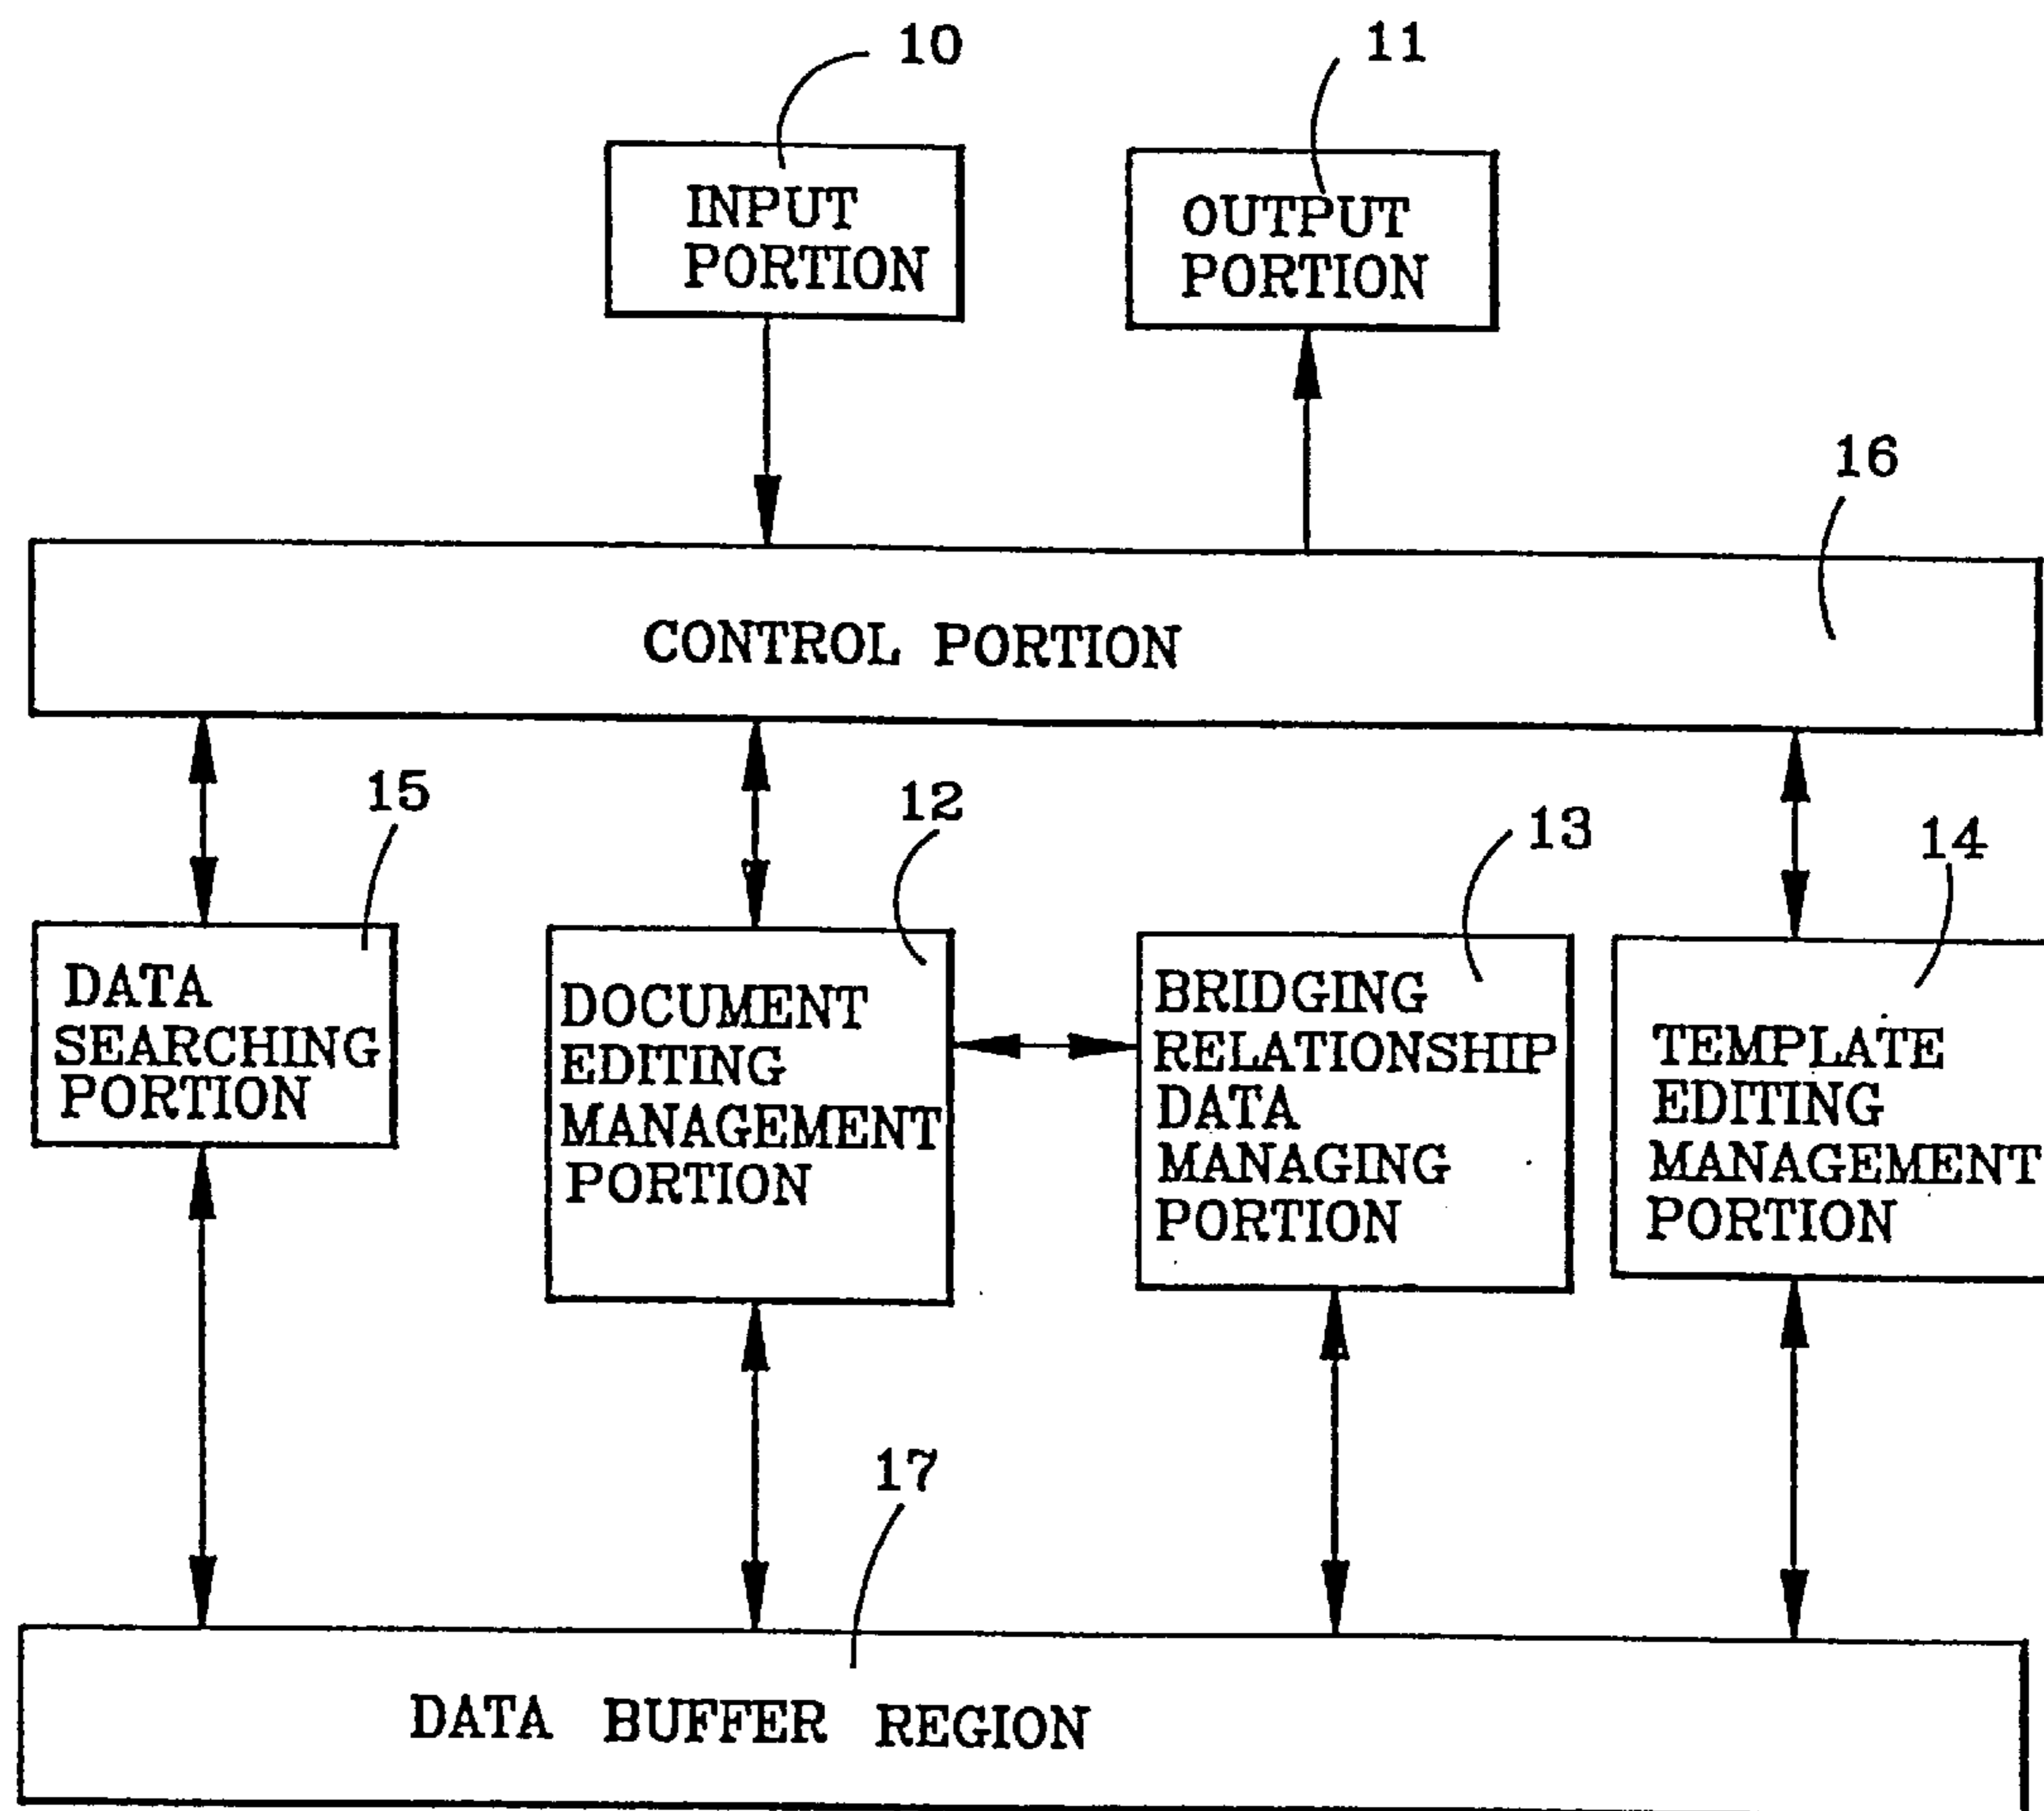 10
11
INPUT
PORTION
OUTPUT
PORTION
16
CONTROL PORTION
15
12
13
14
DATA
SEARCHING
PORTION
DOCUMENT
EDITING
MANAGEMENT
PORTION
BRIDGING
RELATIONSHIP
DATA
MANAGING
PORTION
TEMPLATE
EDITING
MANAGEMENT
PORTION
17
DATA BUFFER REGION